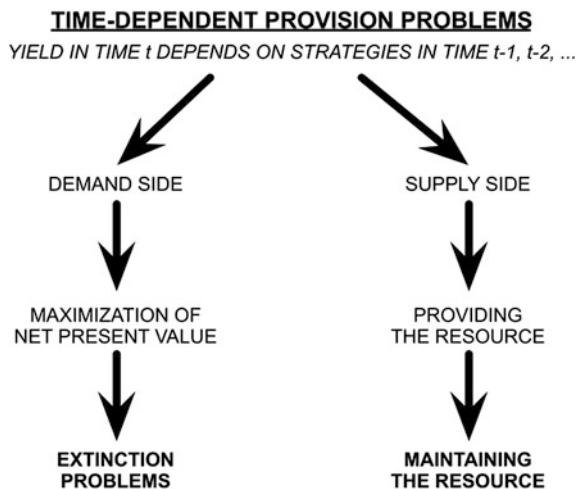 TIME-DEPENDENT PROVISION PROBLEMS
YIELD IN TIME t DEPENDS ON STRATEGIES IN TIME t-1, t-2, ...
DEMAND SIDE
SUPPLY SIDE
MAXIMIZATION OF
NET PRESENT VALUE
PROVIDING
THE RESOURCE
EXTINCTION
PROBLEMS
MAINTAINING
THE RESOURCE